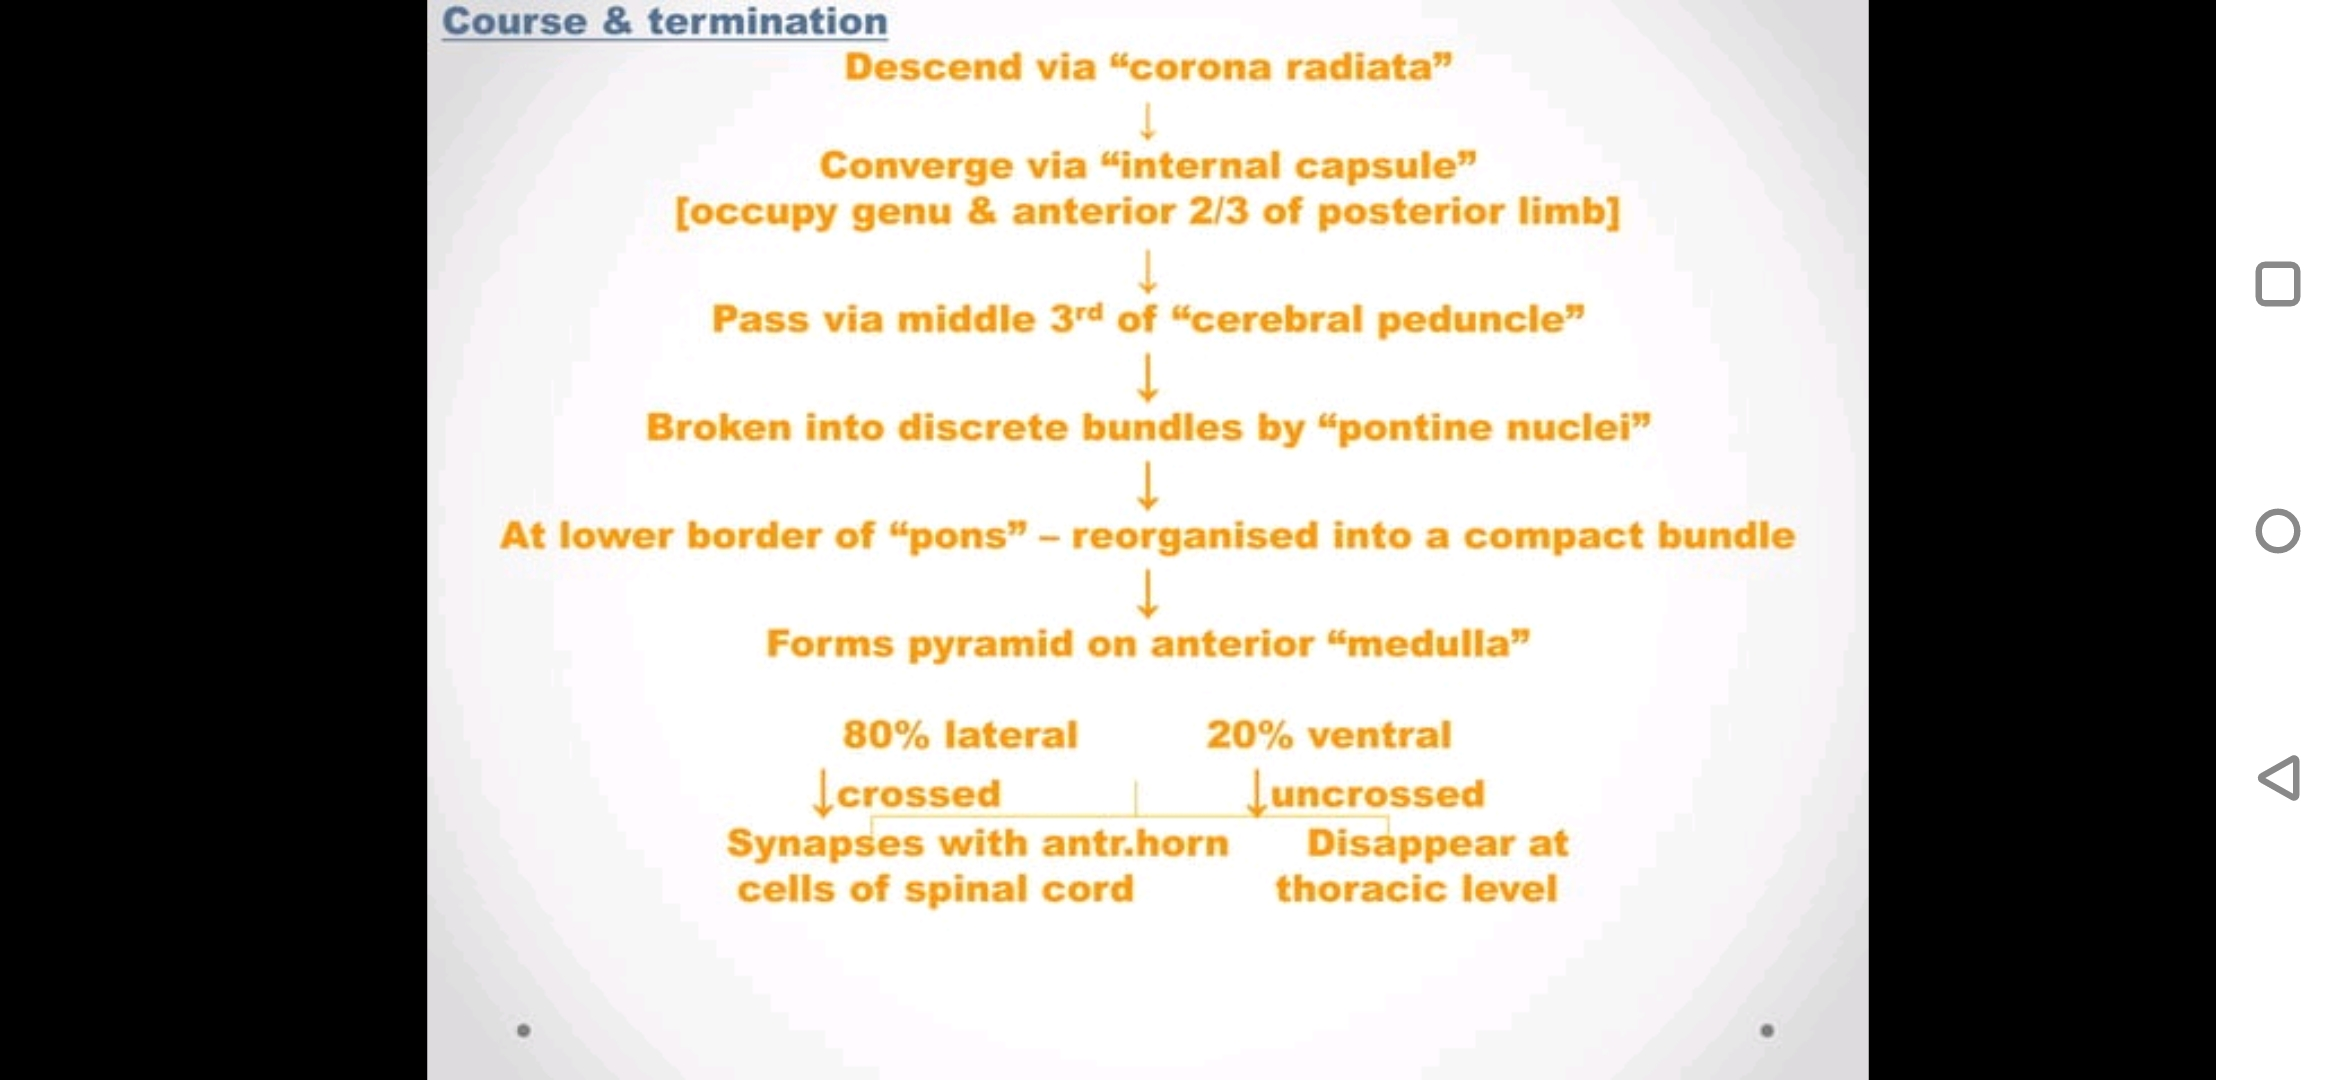 Course & termination
Descend via “corona radiata”
↓
Converge via “internal capsule”
[occupy genu & anterior 2/3 of posterior limb]
↓
Pass via middle 3rd of “cerebral peduncle”
↓
Broken into discrete bundles by “pontine nuclei”
↓
At lower border of “pons” – reorganised into a compact bundle
↓
Forms pyramid on anterior “medulla”
80% lateral 20% ventral
↓crossed ↓uncrossed
Synapses with antr.horn Disappear at
cells of spinal cord thoracic level